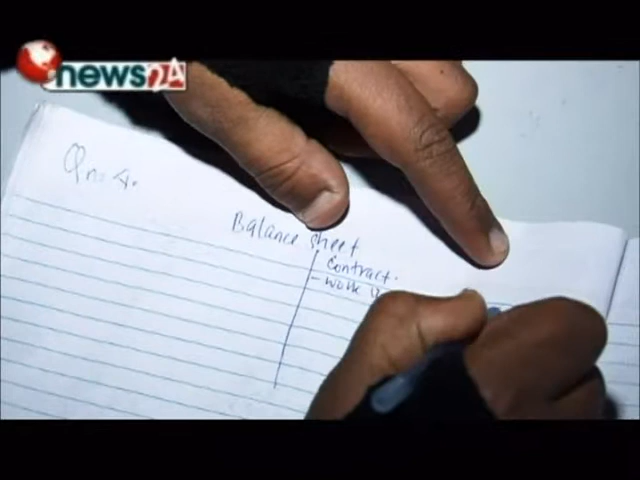 news24
Qn: 4.
Balance sheet
Contract.
- work